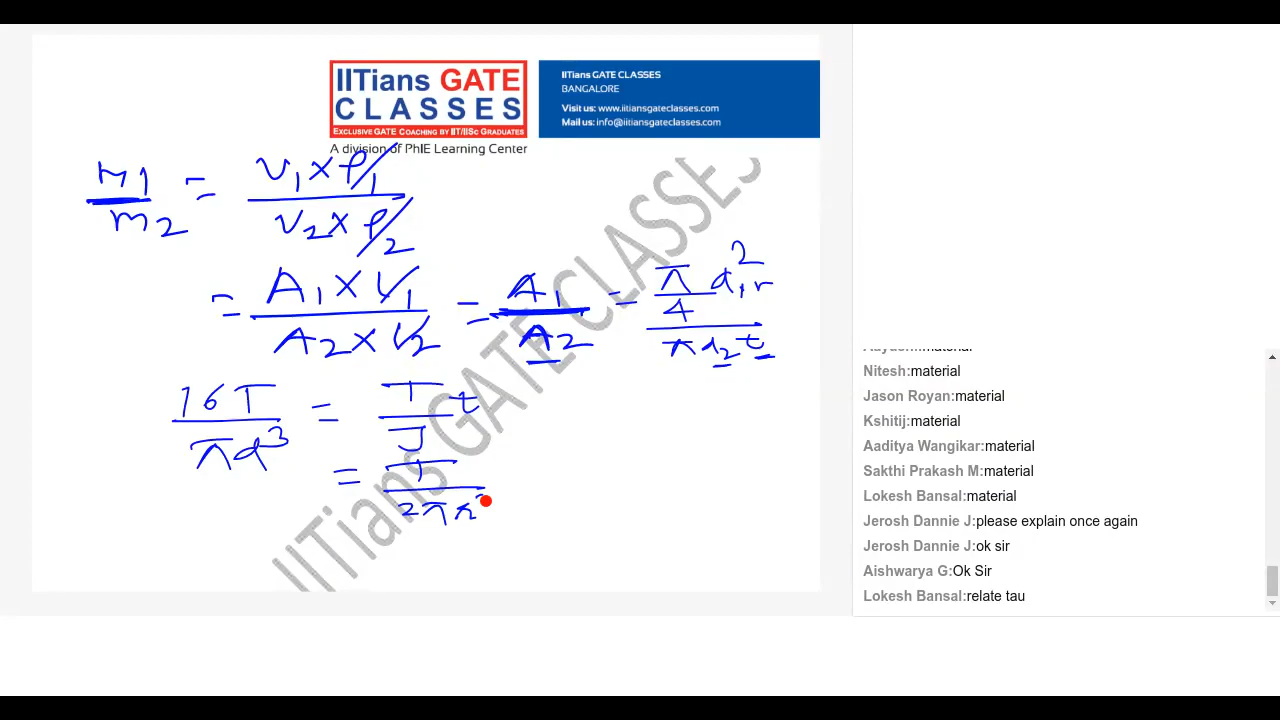 IITians GATE
CLASSES
EXCLUSIVE GATE COACHING BY IIT/IISc GRADUATES
A division of PhIE Learning Center
IITians GATE CLASSES
BANGALORE
Visit us: www.iitiansgateclasses.com
Mail us: info@iitiansgateclasses.com
m1/m2 = (V1 × ρ1)/(V2 × ρ2)
= (A1 × L1)/(A2 × L2) = A1/A2 = (π/4 d1²)/(π d2 t)
16T/πd³ = T/J t
= T/2πr
IITians GATE CLASSES
Nitesh:material
Jason Royan:material
Kshitij:material
Aaditya Wangikar:material
Sakthi Prakash M:material
Lokesh Bansal:material
Jerosh Dannie J:please explain once again
Jerosh Dannie J:ok sir
Aishwarya G:Ok Sir
Lokesh Bansal:relate tau